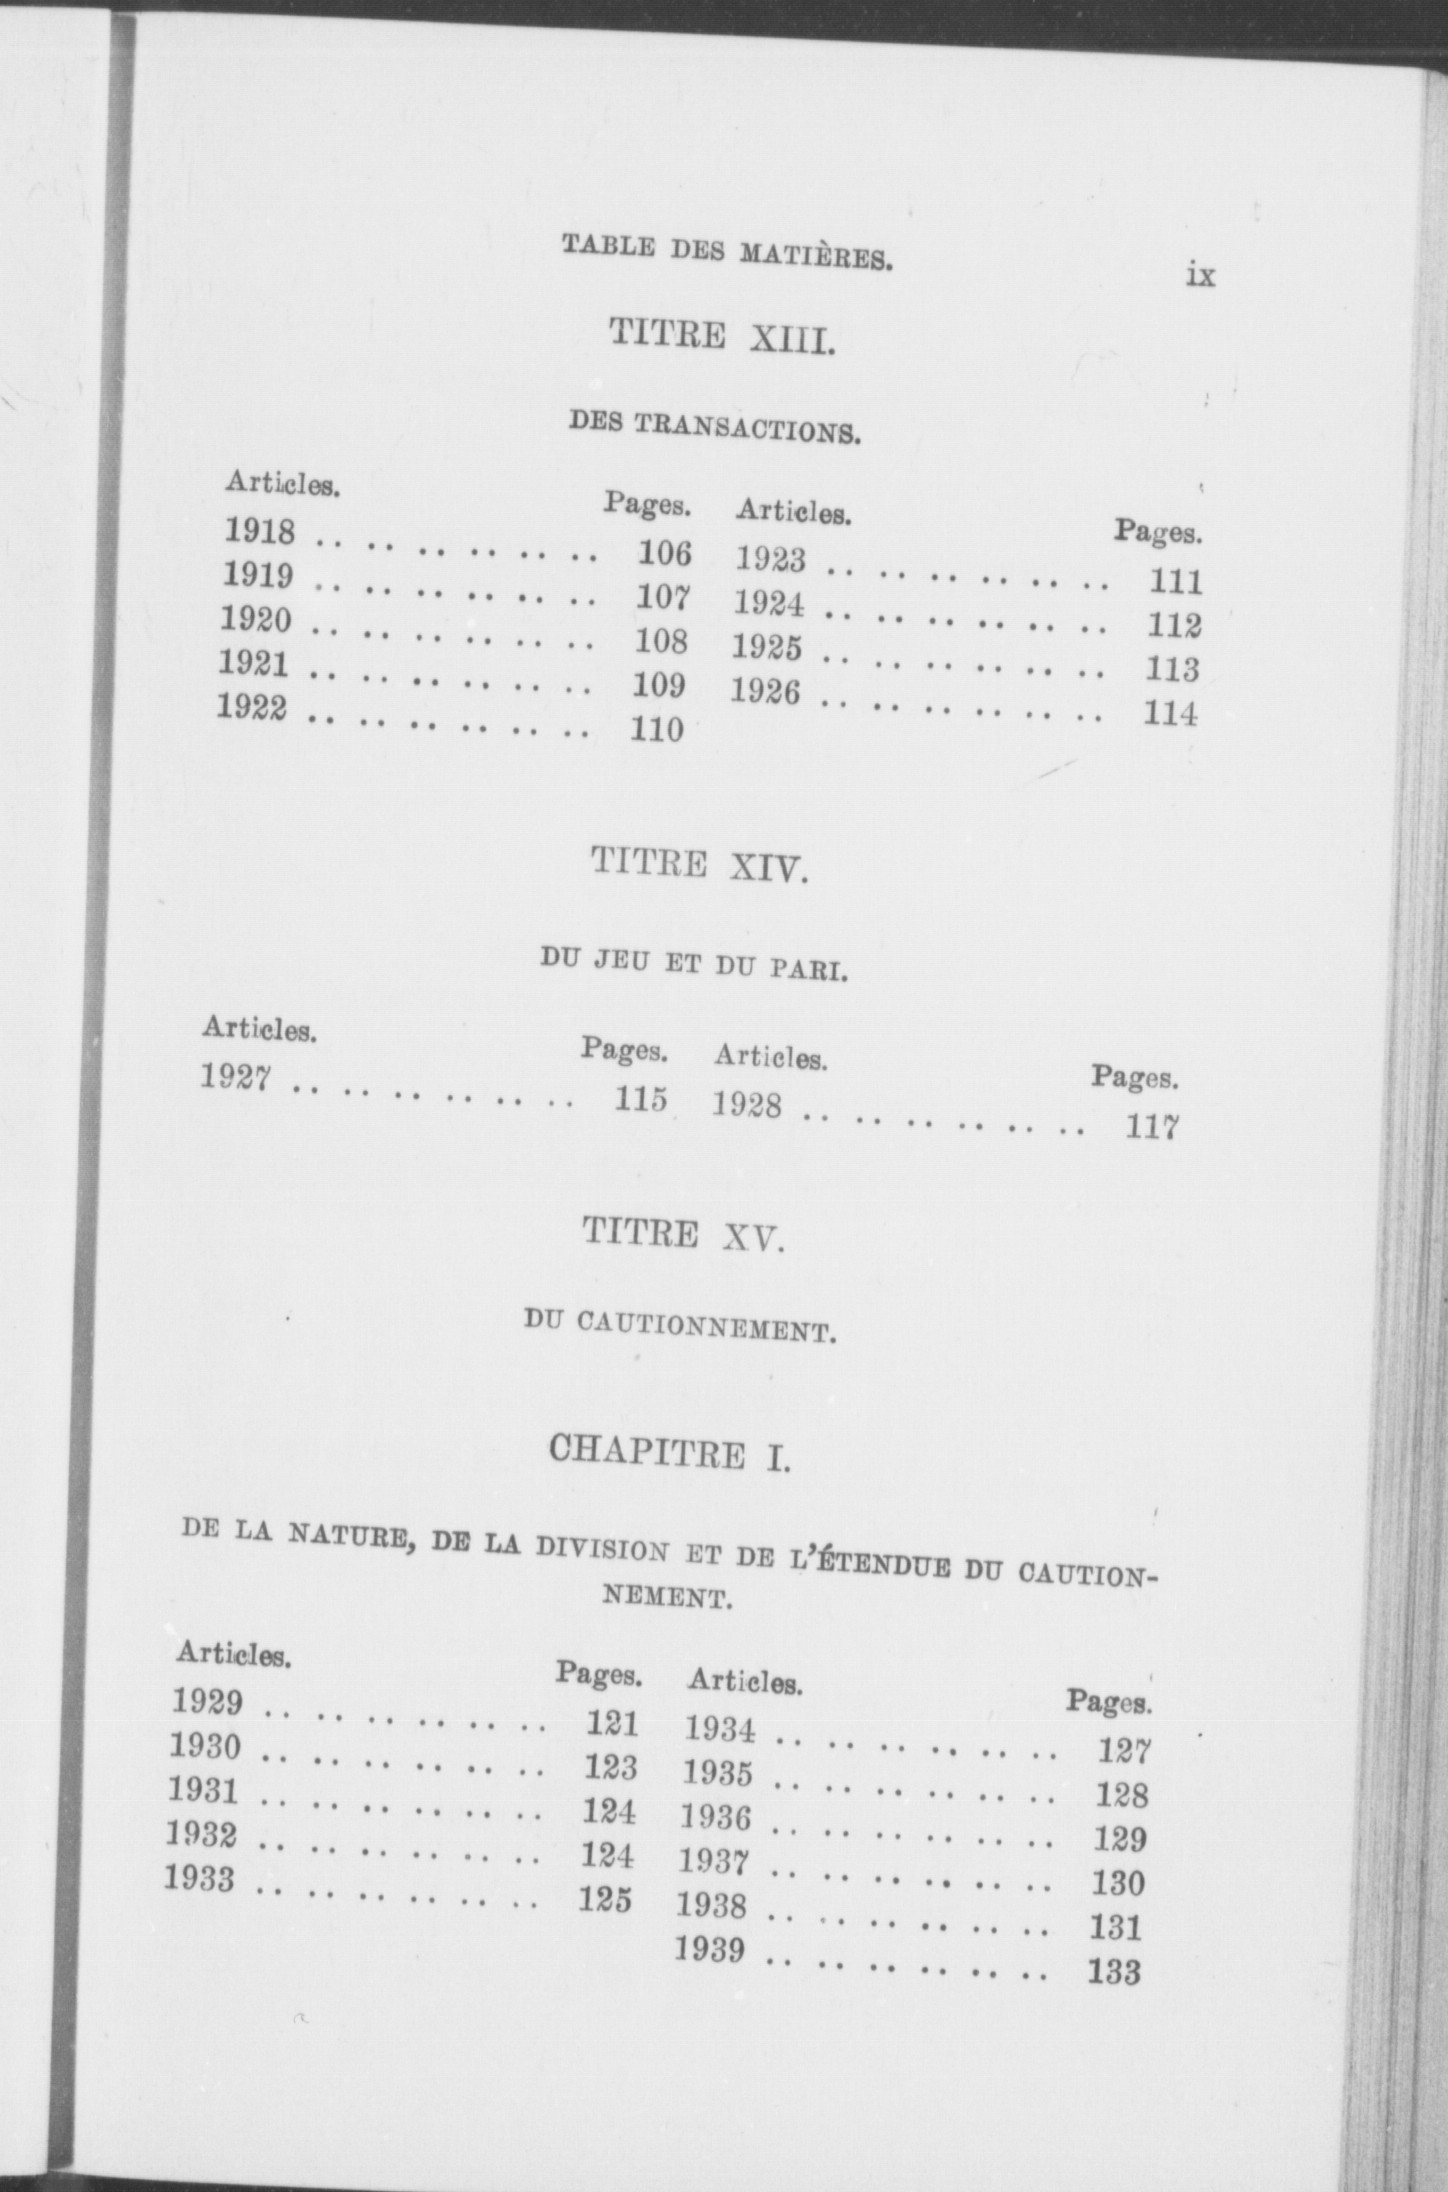 TABLE DES MATIÈRES. ix
TITRE XIII.
DES TRANSACTIONS.
Articles. Pages. Articles. Pages.
1918 .. .. .. .. .. .. 106 1923 .. .. .. .. .. .. 111
1919 .. .. .. .. .. .. 107 1924 .. .. .. .. .. .. 112
1920 .. .. .. .. .. .. 108 1925 .. .. .. .. .. .. 113
1921 .. .. .. .. .. .. 109 1926 .. .. .. .. .. .. 114
1922 .. .. .. .. .. .. 110
TITRE XIV.
DU JEU ET DU PARI.
Articles. Pages. Articles. Pages.
1927 .. .. .. .. .. .. 115 1928 .. .. .. .. .. .. 117
TITRE XV.
DU CAUTIONNEMENT.
CHAPITRE I.
DE LA NATURE, DE LA DIVISION ET DE L'ÉTENDUE DU CAUTION-
NEMENT.
Articles. Pages. Articles. Pages.
1929 .. .. .. .. .. .. 121 1934 .. .. .. .. .. .. 127
1930 .. .. .. .. .. .. 123 1935 .. .. .. .. .. .. 128
1931 .. .. .. .. .. .. 124 1936 .. .. .. .. .. .. 129
1932 .. .. .. .. .. .. 124 1937 .. .. .. .. .. .. 130
1933 .. .. .. .. .. .. 125 1938 .. .. .. .. .. .. 131
1939 .. .. .. .. .. .. 133